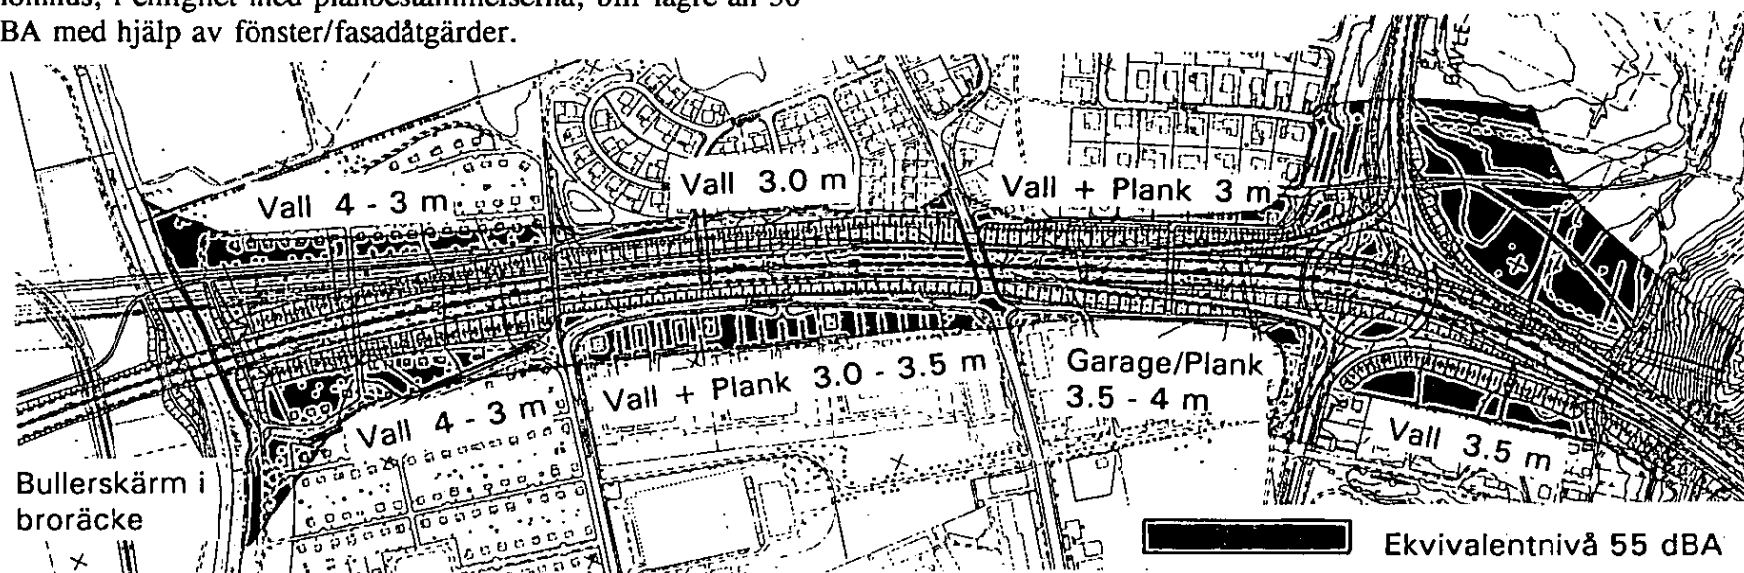 BA med hjälp av fönster/fasadåtgärder.
Vall 4 - 3 m
Vall 3.0 m
Vall + Plank 3 m
Vall 4 - 3 m
Vall + Plank 3.0 - 3.5 m
Garage/Plank
3.5 - 4 m
Vall 3.5 m
Bullerskärm i
broräcke
Ekvivalentnivå 55 dBA